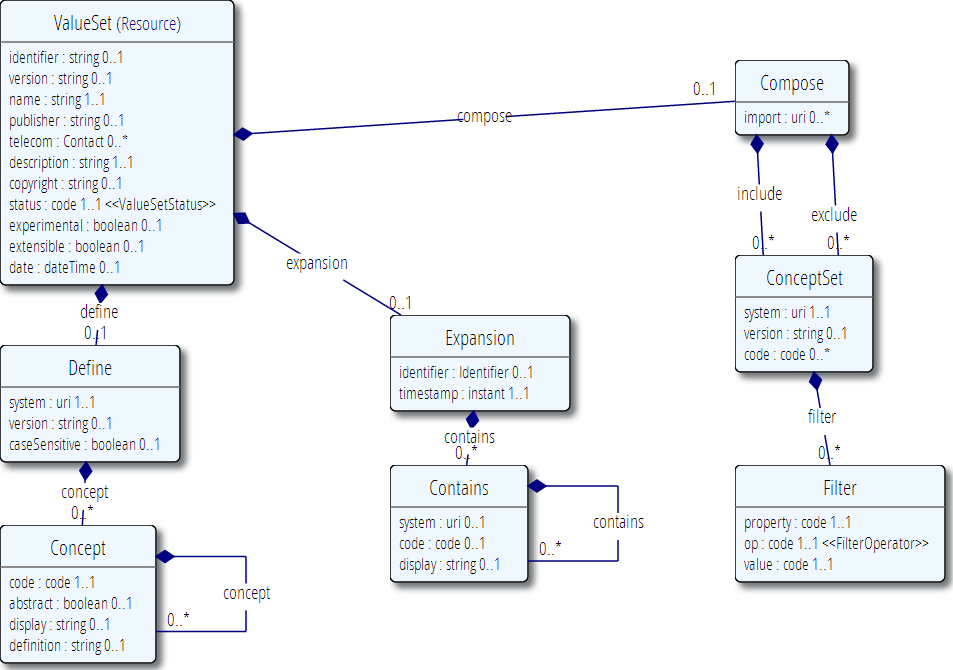 ValueSet (Resource)
identifier : string 0..1
version : string 0..1
name : string 1..1
publisher : string 0..1
telecom : Contact 0..*
description : string 1..1
copyright : string 0..1
status : code 1..1 <<ValueSetStatus>>
experimental : boolean 0..1
extensible : boolean 0..1
date : dateTime 0..1
compose
0..1
Compose
import : uri 0..*
include
0..*
exclude
0..*
expansion
0..1
define
0..1
Define
system : uri 1..1
version : string 0..1
caseSensitive : boolean 0..1
Expansion
identifier : Identifier 0..1
timestamp : instant 1..1
ConceptSet
system : uri 1..1
version : string 0..1
code : code 0..*
concept
0..*
contains
0..*
filter
0..*
Concept
code : code 1..1
abstract : boolean 0..1
display : string 0..1
definition : string 0..1
concept
0..*
Contains
system : uri 0..1
code : code 0..1
display : string 0..1
contains
0..*
Filter
property : code 1..1
op : code 1..1 <<FilterOperator>>
value : code 1..1